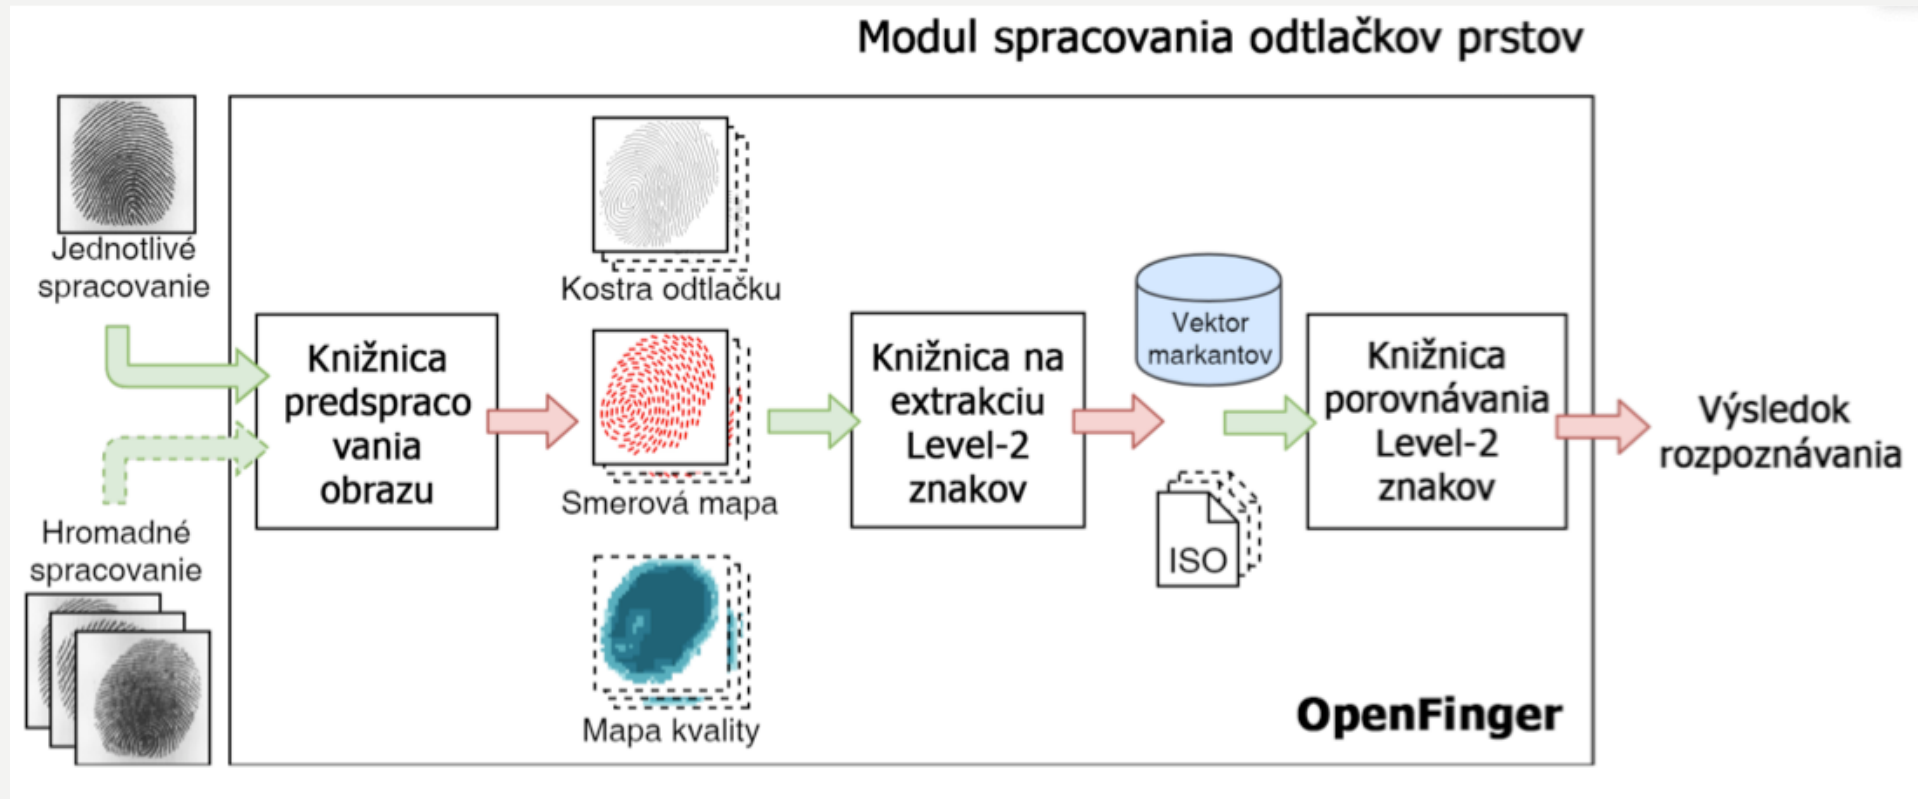 Modul spracovania odtlačkov prstov
Jednotlivé
spracovanie
Hromadné
spracovanie
Knižnica
predspraco
vania
obrazu
Kostra odtlačku
Smerová mapa
Mapa kvality
Knižnica na
extrakciu
Level-2
znakov
Vektor
markantov
ISO
Knižnica
porovnávania
Level-2
znakov
Výsledok
rozpoznávania
OpenFinger